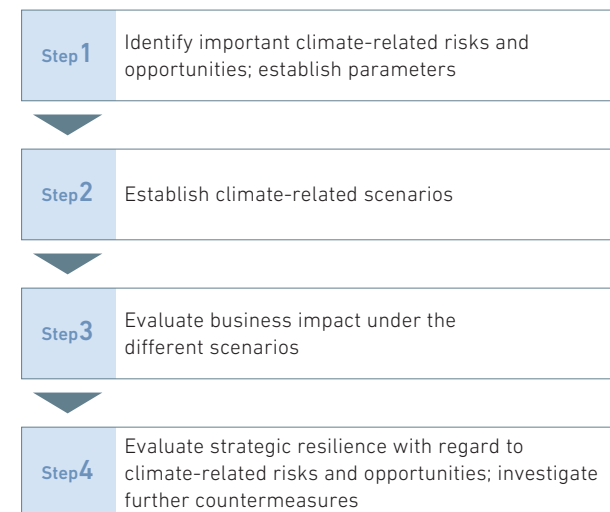 Step1
Identify important climate-related risks and
opportunities; establish parameters
Step2
Establish climate-related scenarios
Step3
Evaluate business impact under the
different scenarios
Step4
Evaluate strategic resilience with regard to
climate-related risks and opportunities; investigate
further countermeasures